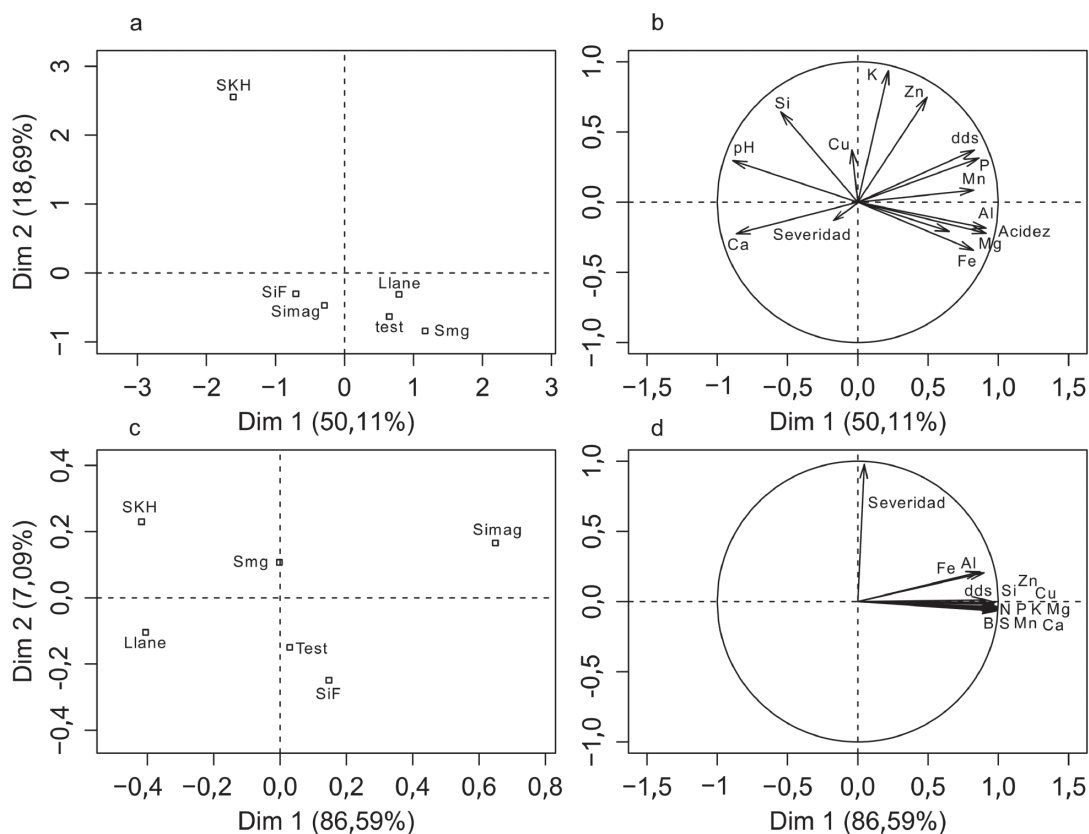 a
3
2
1
0
−1
Dim 2 (18,69%)
SKH
SiF
Simag
Llane
test
Smg
−3 −2 −1 0 1 2 3
Dim 1 (50,11%)
b
1,0
0,5
0,0
−0,5
−1,0
K
Zn
Si
Cu
dds
pH
P
Mn
Al
Severidad
Acidez
Ca
Mg
Fe
−1,5 −1 0,0 0,5 1,0 1,5
Dim 1 (50,11%)
c
0,4
0,2
0,0
−0,2
−0,4
Dim 2 (7,09%)
SKH
Simag
Smg
Llane
Test
SiF
−0,4 −0,2 0,0 0,2 0,4 0,6 0,8
Dim 1 (86,59%)
d
1,0
0,5
0,0
−0,5
−1,0
Severidad
Fe Al
Zn
dds Si Cu
N P K Mg
B S Mn Ca
−1,5 −1 0,0 0,5 1,0 1,5
Dim 1 (86,59%)